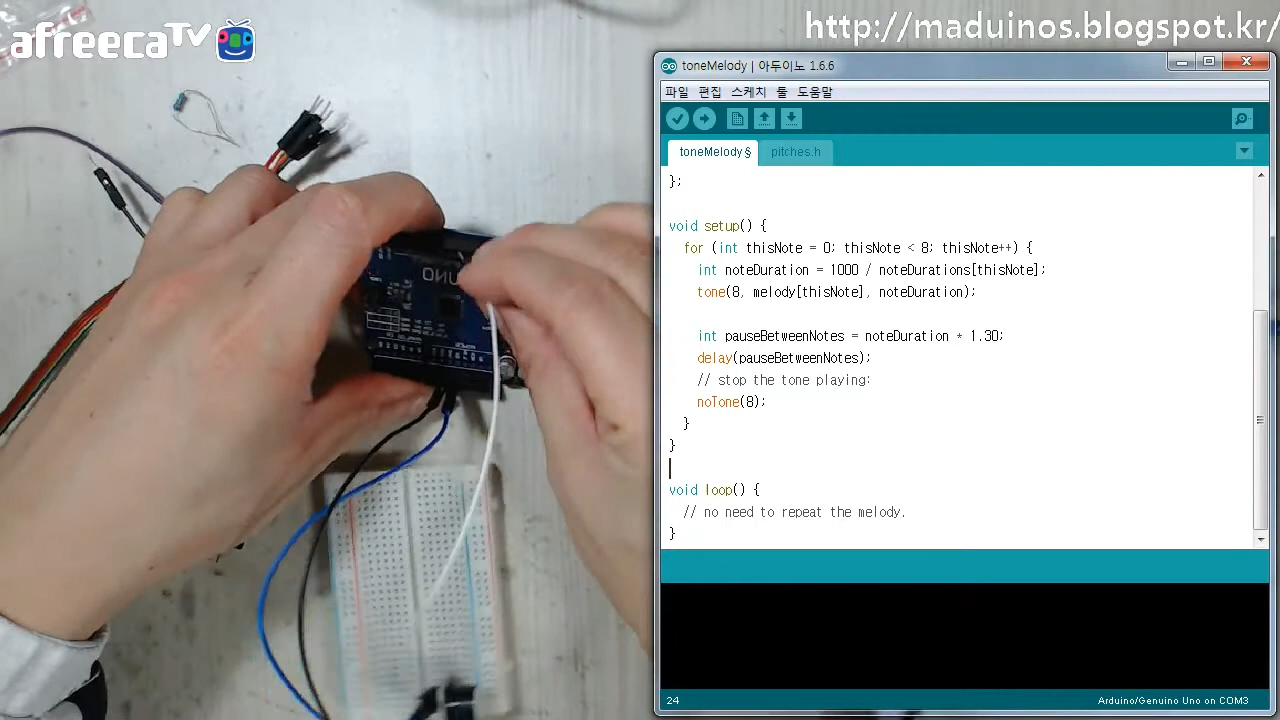 afreecaTV
http://maduinos.blogspot.kr/
toneMelody | 아두이노 1.6.6
파일 편집 스케치 툴 도움말
toneMelody§ pitches.h
};
void setup() {
for (int thisNote = 0; thisNote < 8; thisNote++) {
int noteDuration = 1000 / noteDurations[thisNote];
tone(8, melody[thisNote], noteDuration);
int pauseBetweenNotes = noteDuration * 1.30;
delay(pauseBetweenNotes);
// stop the tone playing:
noTone(8);
}
}
void loop() {
// no need to repeat the melody.
}
24
Arduino/Genuino Uno on COM3
UNO